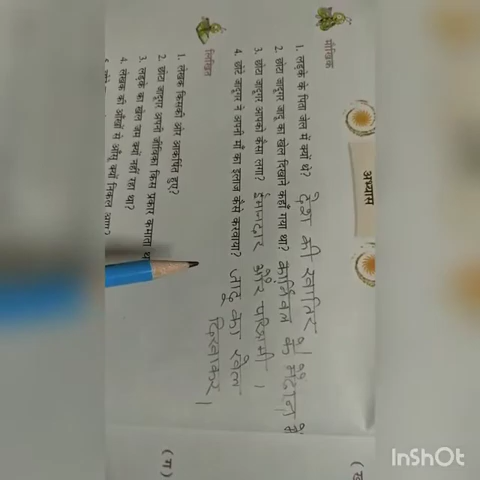 अभ्यास
मौखिक
1. लड़के के पिता जेल में क्यों थे? देश की खातिर
2. छोटा जादूगर जादू का खेल दिखाने कहाँ गया था? कार्निवल के मैदान में
3. छोटा जादूगर आपको कैसा लगा? ईमानदार और परिश्रमी ।
4. छोटे जादूगर ने अपनी माँ का इलाज कैसे करवाया? जादू का खेल
दिखाकर ।
लिखित
1. लेखक किसकी ओर आकर्षित हुए?
2. छोटा जादूगर अपनी जीविका किस प्रकार कमाता
3. लड़के का खेल जम क्यों नहीं रहा था?
4. लेखक की आँखों से आँसू क्यों निकल आए?
(ग)
InShOt